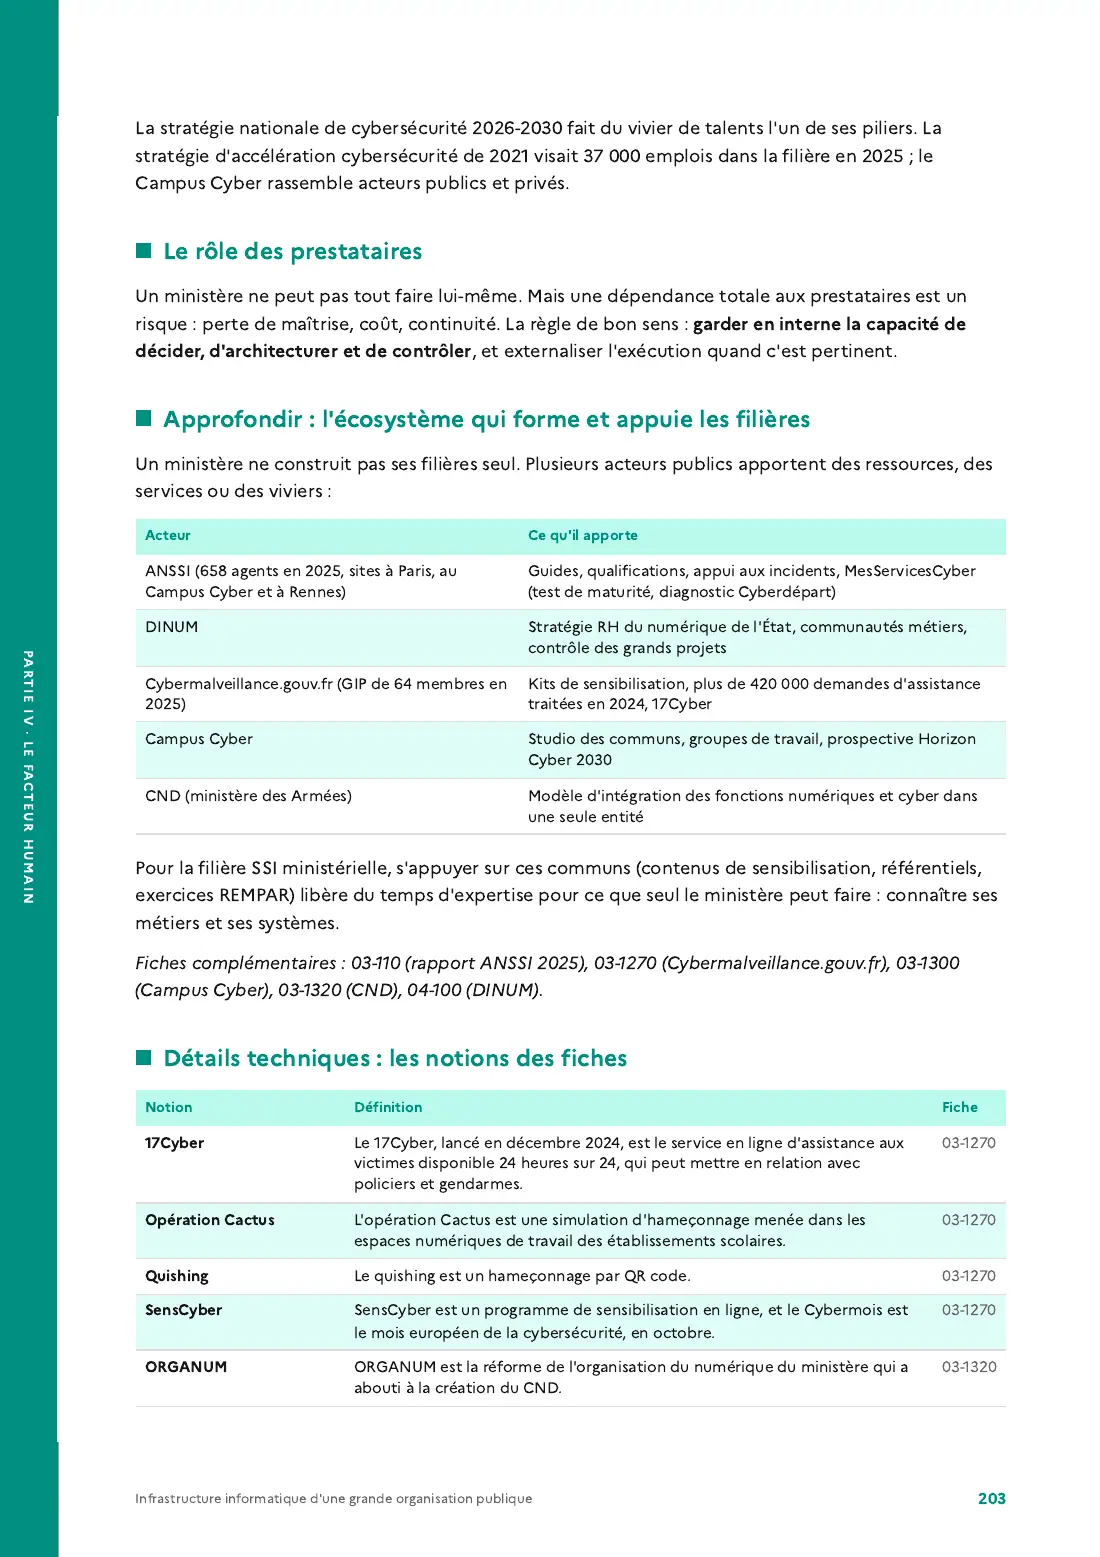 La stratégie nationale de cybersécurité 2026-2030 fait du vivier de talents l'un de ses piliers. La
stratégie d'accélération cybersécurité de 2021 visait 37 000 emplois dans la filière en 2025 ; le
Campus Cyber rassemble acteurs publics et privés.
Le rôle des prestataires
Un ministère ne peut pas tout faire lui-même. Mais une dépendance totale aux prestataires est un
risque : perte de maîtrise, coût, continuité. La règle de bon sens : garder en interne la capacité de
décider, d'architecturer et de contrôler, et externaliser l'exécution quand c'est pertinent.
Approfondir : l'écosystème qui forme et appuie les filières
Un ministère ne construit pas ses filières seul. Plusieurs acteurs publics apportent des ressources, des
services ou des viviers :
Acteur Ce qu'il apporte
ANSSI (658 agents en 2025, sites à Paris, au Guides, qualifications, appui aux incidents, MesServicesCyber
Campus Cyber et à Rennes) (test de maturité, diagnostic Cyberdépart)
DINUM Stratégie RH du numérique de l'État, communautés métiers,
contrôle des grands projets
Cybermalveillance.gouv.fr (GIP de 64 membres en Kits de sensibilisation, plus de 420 000 demandes d'assistance
2025) traitées en 2024, 17Cyber
Campus Cyber Studio des communs, groupes de travail, prospective Horizon
Cyber 2030
CND (ministère des Armées) Modèle d'intégration des fonctions numériques et cyber dans
une seule entité
Pour la filière SSI ministérielle, s'appuyer sur ces communs (contenus de sensibilisation, référentiels,
exercices REMPAR) libère du temps d'expertise pour ce que seul le ministère peut faire : connaître ses
métiers et ses systèmes.
Fiches complémentaires : 03-110 (rapport ANSSI 2025), 03-1270 (Cybermalveillance.gouv.fr), 03-1300
(Campus Cyber), 03-1320 (CND), 04-100 (DINUM).
Détails techniques : les notions des fiches
Notion Définition Fiche
17Cyber Le 17Cyber, lancé en décembre 2024, est le service en ligne d'assistance aux 03-1270
victimes disponible 24 heures sur 24, qui peut mettre en relation avec
policiers et gendarmes.
Opération Cactus L'opération Cactus est une simulation d'hameçonnage menée dans les 03-1270
espaces numériques de travail des établissements scolaires.
Quishing Le quishing est un hameçonnage par QR code. 03-1270
SensCyber SensCyber est un programme de sensibilisation en ligne, et le Cybermois est 03-1270
le mois européen de la cybersécurité, en octobre.
ORGANUM ORGANUM est la réforme de l'organisation du numérique du ministère qui a 03-1320
abouti à la création du CND.
PARTIE IV · LE FACTEUR HUMAIN
Infrastructure informatique d'une grande organisation publique 203